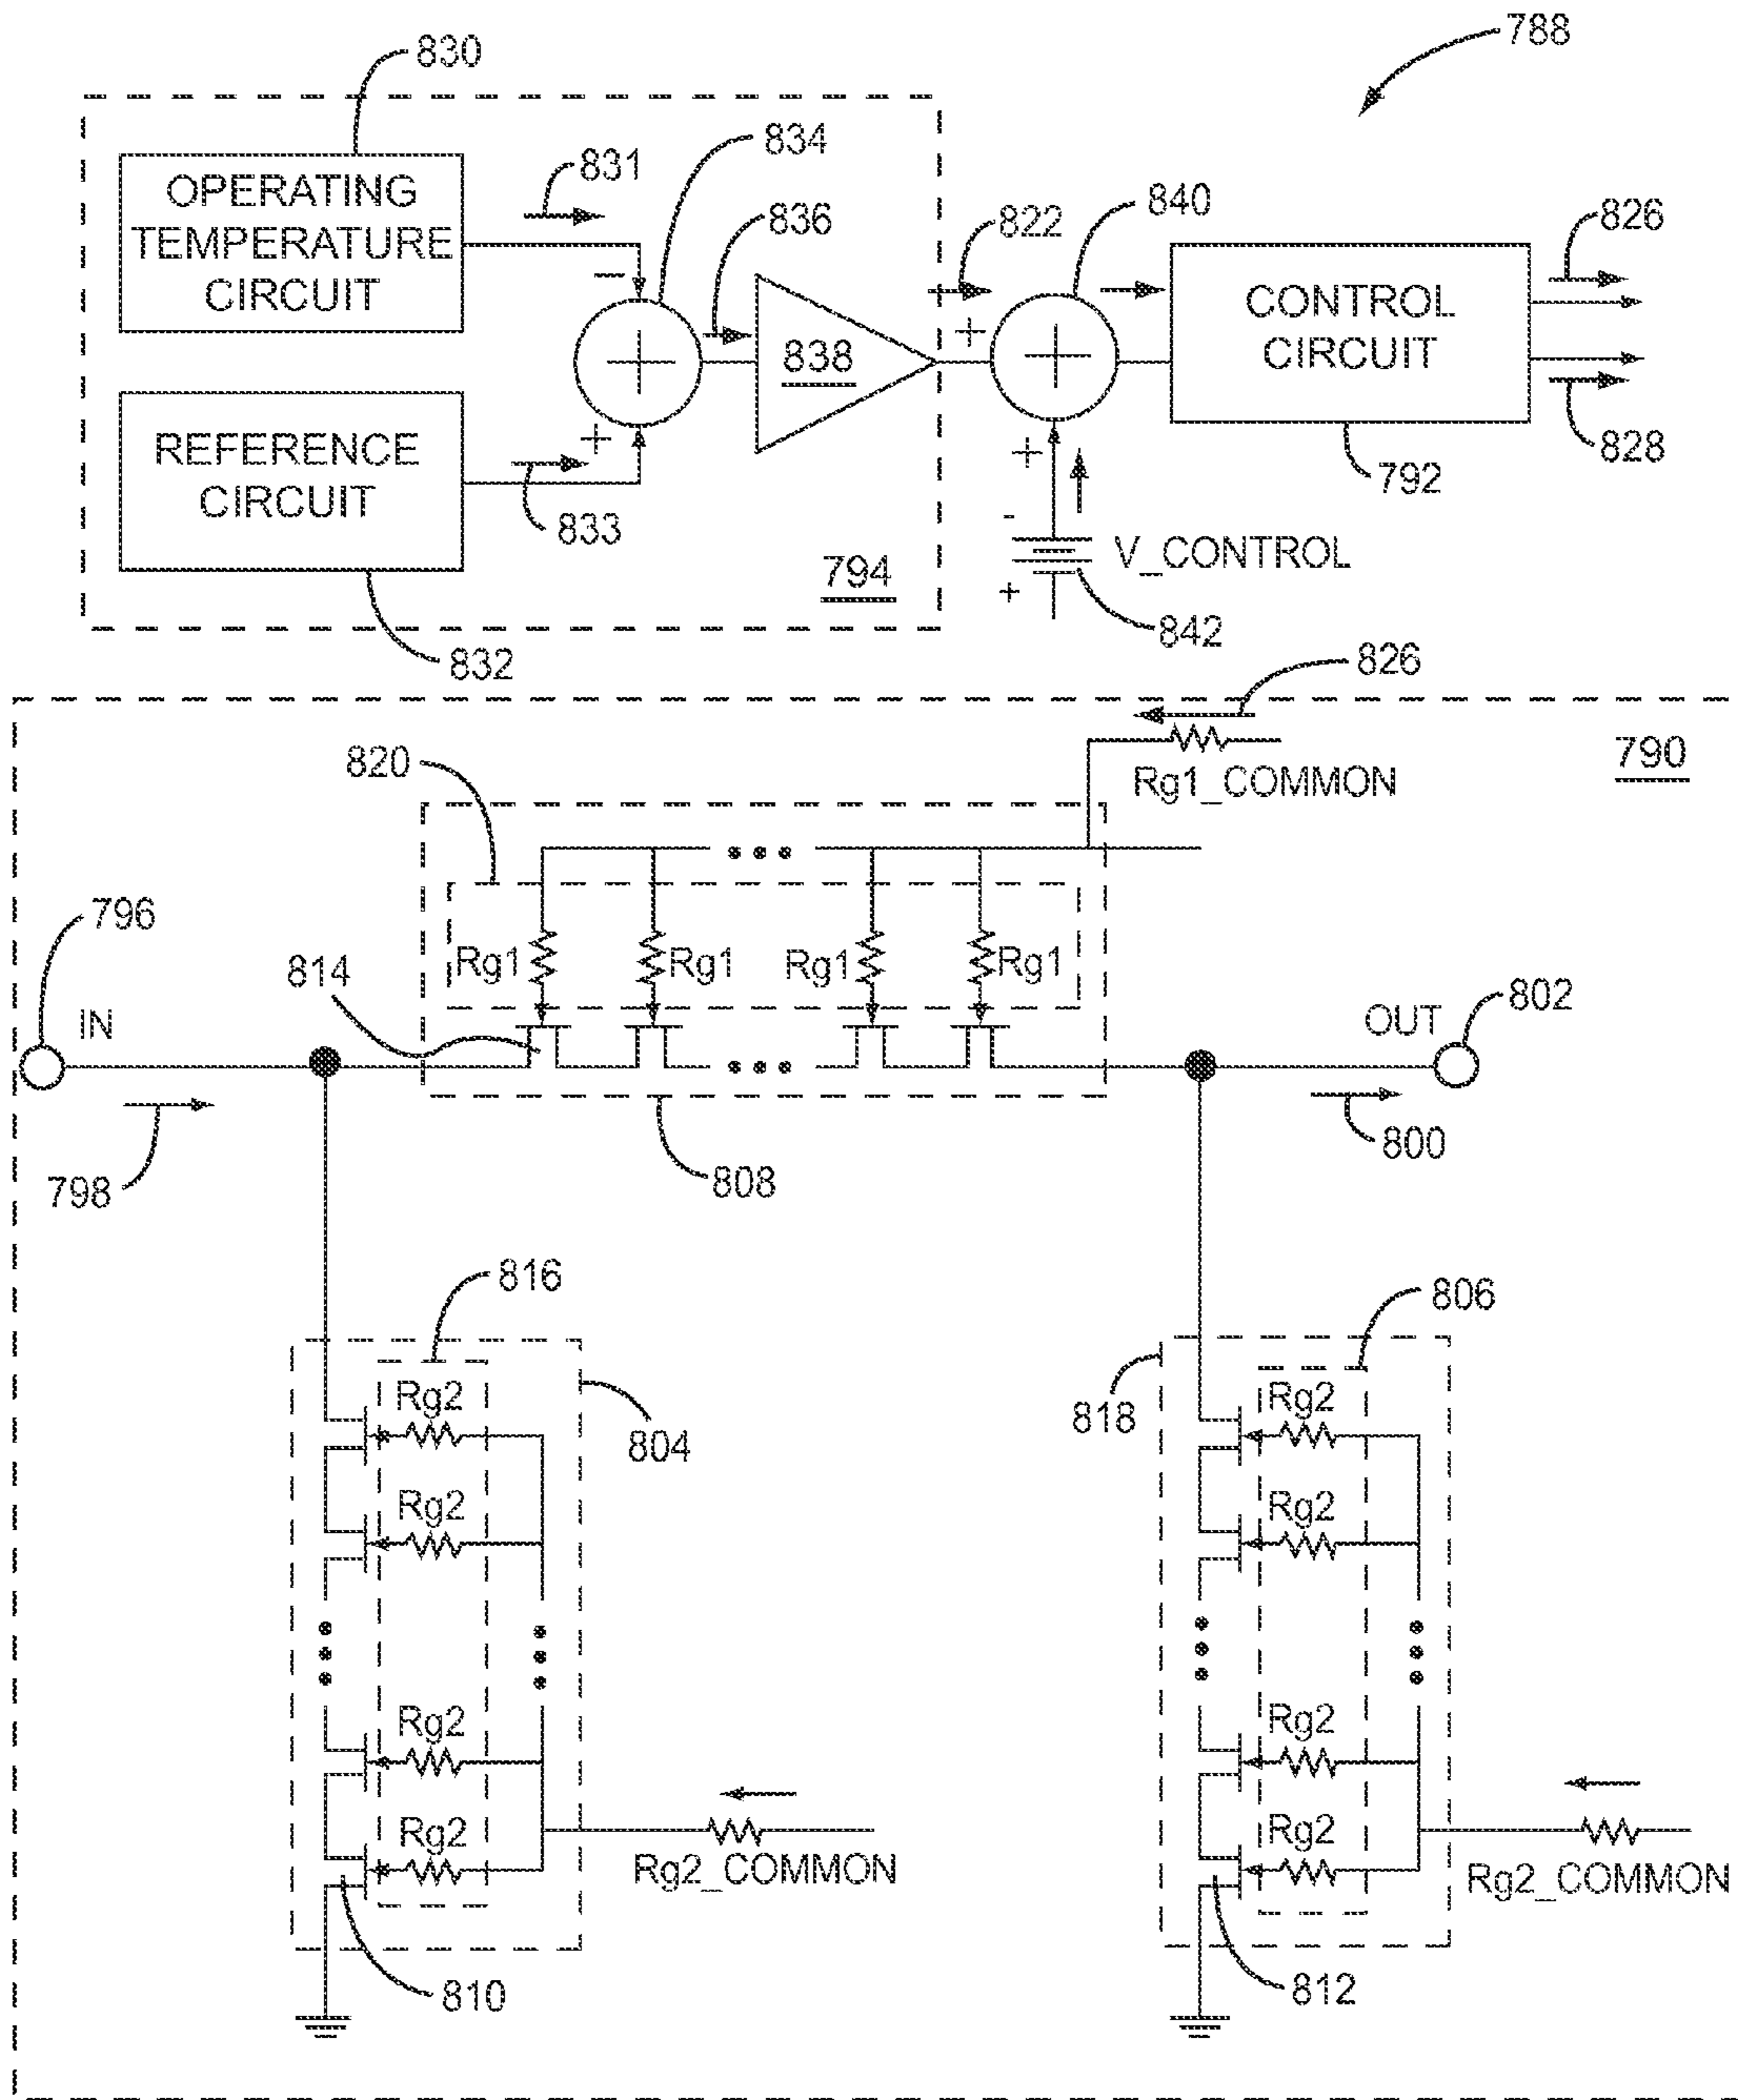 788
830
834
831
840
OPERATING
TEMPERATURE
CIRCUIT
836
822
826
−
+
838
+
+
CONTROL
CIRCUIT
REFERENCE
CIRCUIT
+
833
+
792
828
-
V_CONTROL
+
794
842
832
826
820
Rg1_COMMON
790
796
814
Rg1
Rg1
Rg1
Rg1
IN
OUT
802
798
808
800
816
806
Rg2
804
818
Rg2
Rg2
Rg2
Rg2
Rg2
Rg2
Rg2
Rg2_COMMON
Rg2_COMMON
810
812